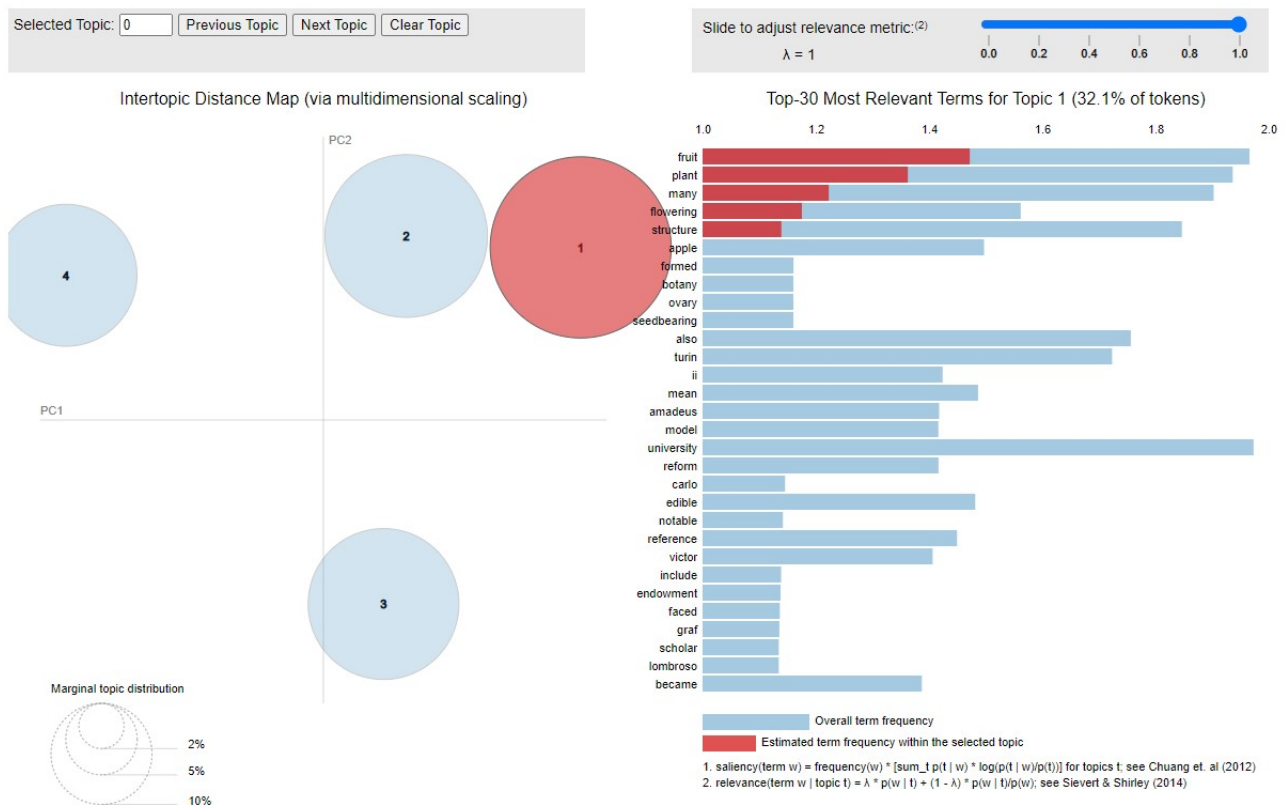 Selected Topic: 0 Previous Topic Next Topic Clear Topic
Slide to adjust relevance metric:(2)
λ = 1
0.0 0.2 0.4 0.6 0.8 1.0
Intertopic Distance Map (via multidimensional scaling)
PC2
PC1
4
2
1
3
Marginal topic distribution
2%
5%
10%
Top-30 Most Relevant Terms for Topic 1 (32.1% of tokens)
1.0 1.2 1.4 1.6 1.8 2.0
fruit
plant
many
flowering
structure
apple
formed
botany
ovary
seedbearing
also
turin
ii
mean
amadeus
model
university
reform
carlo
edible
notable
reference
victor
include
endowment
faced
graf
scholar
lombroso
became
Overall term frequency
Estimated term frequency within the selected topic
1. saliency(term w) = frequency(w) * [sum_t p(t | w) * log(p(t | w)/p(t))] for topics t; see Chuang et. al (2012)
2. relevance(term w | topic t) = λ * p(w | t) + (1 - λ) * p(w | t)/p(w); see Sievert & Shirley (2014)